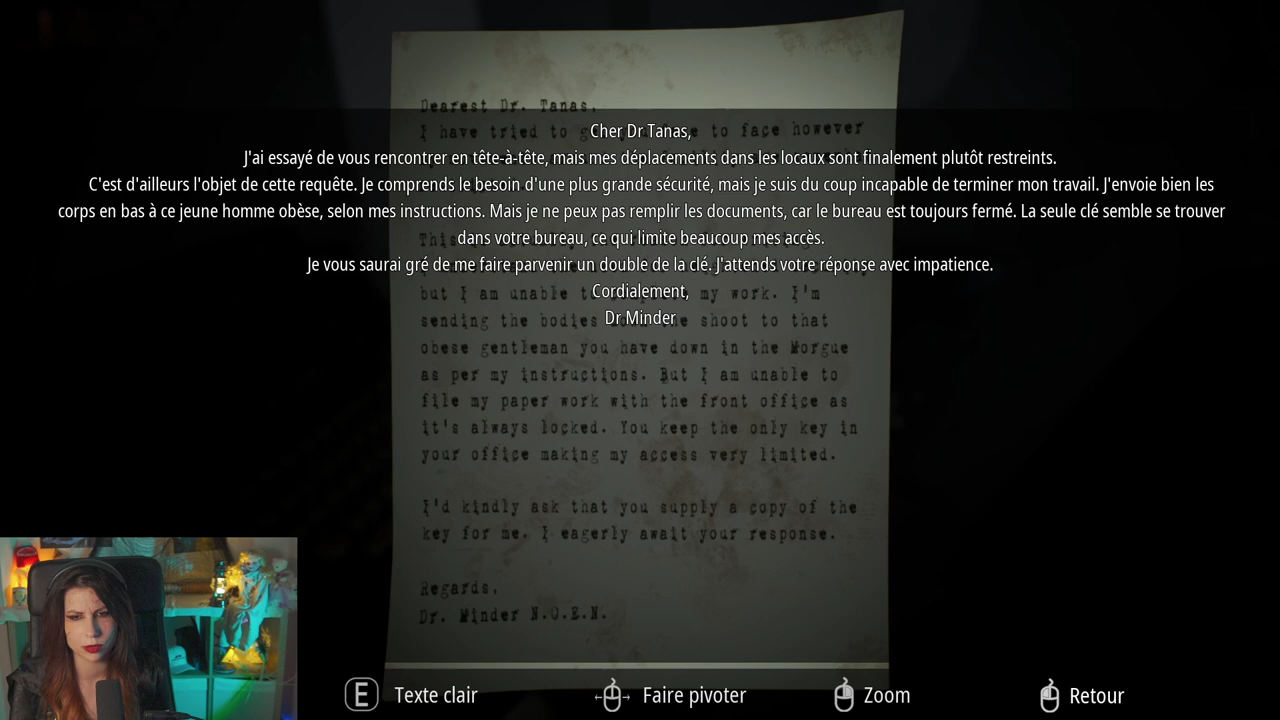 Dearest Dr. Tanas,
I have tried to g to face however
Cher Dr Tanas,
J'ai essayé de vous rencontrer en tête-à-tête, mais mes déplacements dans les locaux sont finalement plutôt restreints.
C'est d'ailleurs l'objet de cette requête. Je comprends le besoin d'une plus grande sécurité, mais je suis du coup incapable de terminer mon travail. J'envoie bien les
corps en bas à ce jeune homme obèse, selon mes instructions. Mais je ne peux pas remplir les documents, car le bureau est toujours fermé. La seule clé semble se trouver
dans votre bureau, ce qui limite beaucoup mes accès.
Je vous saurai gré de me faire parvenir un double de la clé. J'attends votre réponse avec impatience.
Cordialement,
Dr Minder
This
but I am unable to my work. I'm
sending the bodies shoot to that
obese gentleman you have down in the Morgue
as per my instructions. But I am unable to
file my paper work with the front office as
it's always locked. You keep the only key in
your office making my access very limited.
I'd kindly ask that you supply a copy of the
key for me. I eagerly await your response.
Regards,
Dr. Minder N.O.E.N.
E Texte clair Faire pivoter Zoom Retour